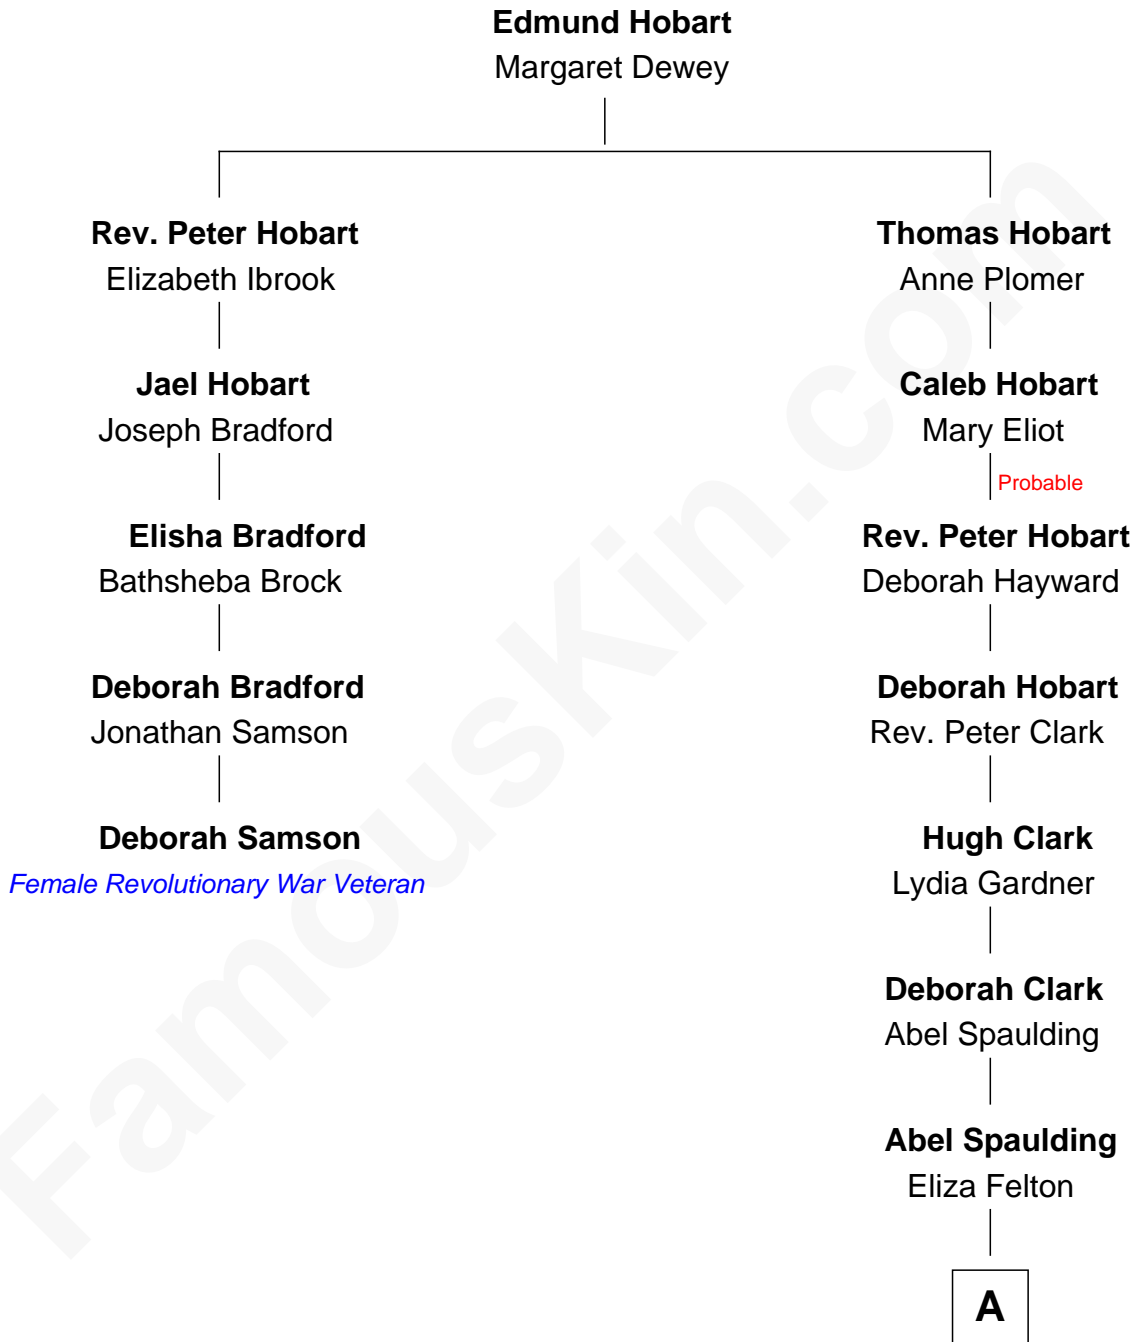 Edmund Hobart
Margaret Dewey
Rev. Peter Hobart
Elizabeth Ibrook
Thomas Hobart
Anne Plomer
Jael Hobart
Joseph Bradford
Caleb Hobart
Mary Eliot
Probable
Elisha Bradford
Bathsheba Brock
Rev. Peter Hobart
Deborah Hayward
Deborah Bradford
Jonathan Samson
Deborah Hobart
Rev. Peter Clark
Deborah Samson
Female Revolutionary War Veteran
Hugh Clark
Lydia Gardner
Deborah Clark
Abel Spaulding
Abel Spaulding
Eliza Felton
A
FamousKin.com